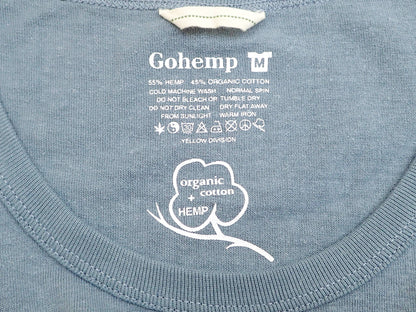 Gohemp M
55% HEMP 45% ORGANIC COTTON
COLD MACHINE WASH NORMAL SPIN
DO NOT BLEACH OR TUMBLE DRY
DO NOT DRY CLEAN DRY FLAT AWAY
FROM SUNLIGHT WARM IRON
YELLOW DIVISION
organic
cotton
+
HEMP